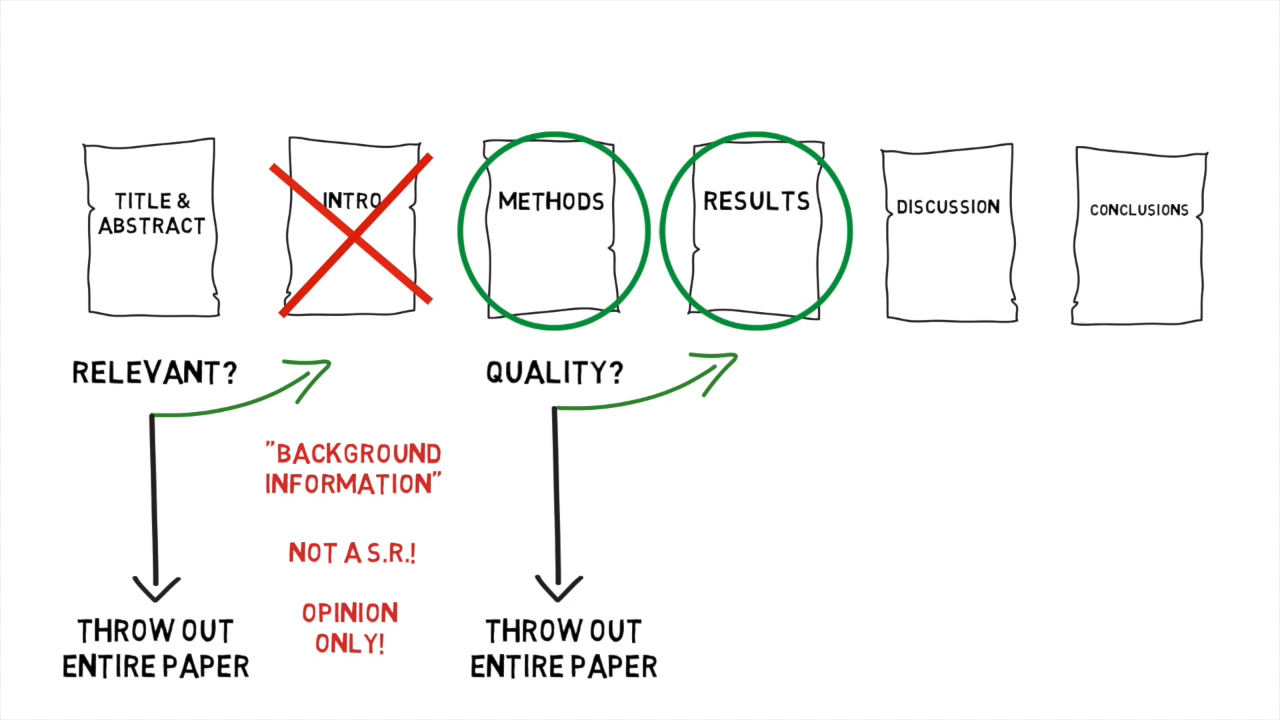 TITLE &
ABSTRACT
INTRO
METHODS
RESULTS
DISCUSSION
CONCLUSIONS
RELEVANT?
QUALITY?
"BACKGROUND
INFORMATION"
NOT A S.R.!
OPINION
ONLY!
THROW OUT
ENTIRE PAPER
THROW OUT
ENTIRE PAPER